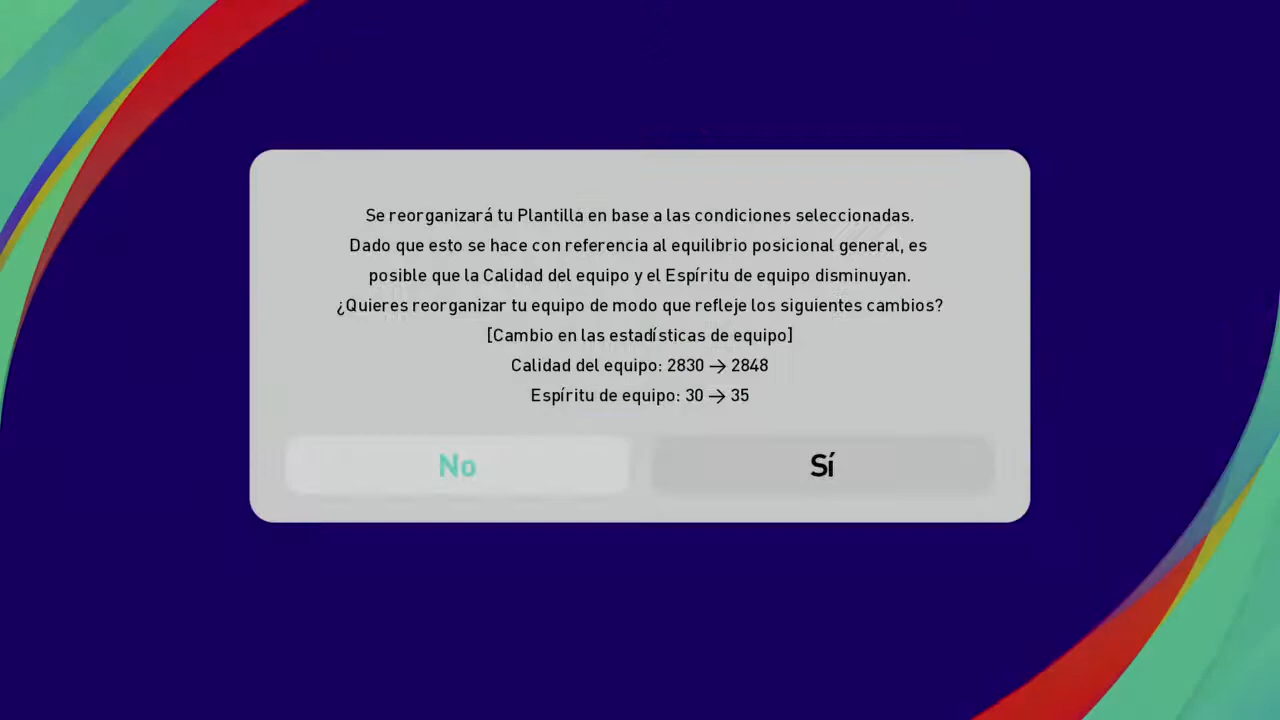 Se reorganizará tu Plantilla en base a las condiciones seleccionadas.
Dado que esto se hace con referencia al equilibrio posicional general, es
posible que la Calidad del equipo y el Espíritu de equipo disminuyan.
¿Quieres reorganizar tu equipo de modo que refleje los siguientes cambios?
[Cambio en las estadísticas de equipo]
Calidad del equipo: 2830 → 2848
Espíritu de equipo: 30 → 35
No Sí